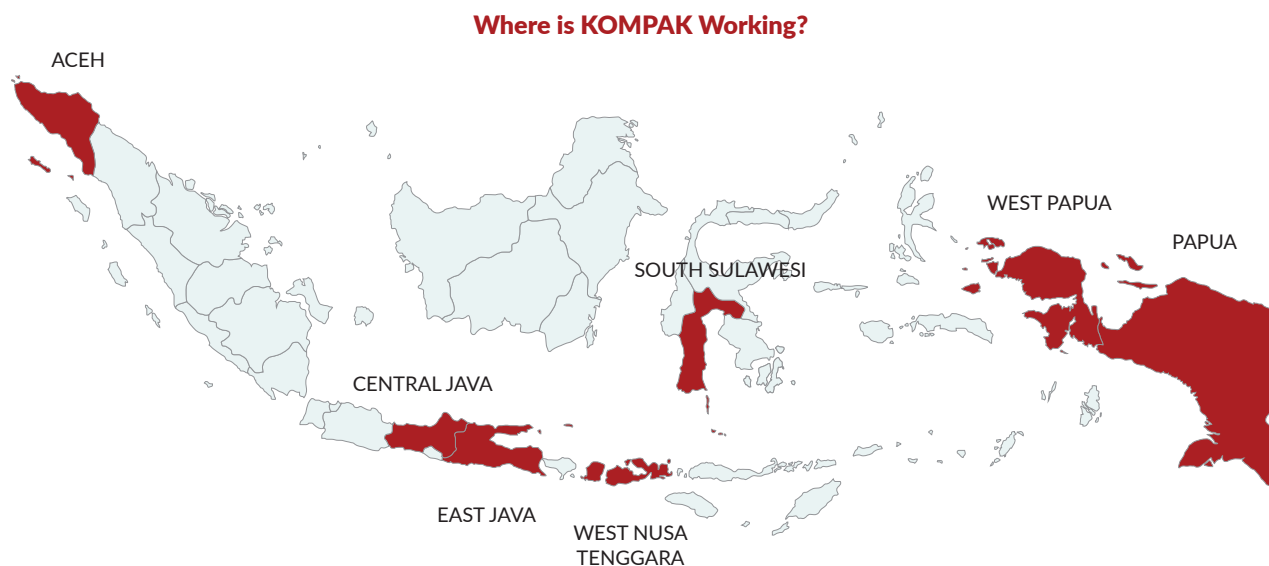 Where is KOMPAK Working?
ACEH
WEST PAPUA
PAPUA
SOUTH SULAWESI
CENTRAL JAVA
EAST JAVA
WEST NUSA
TENGGARA